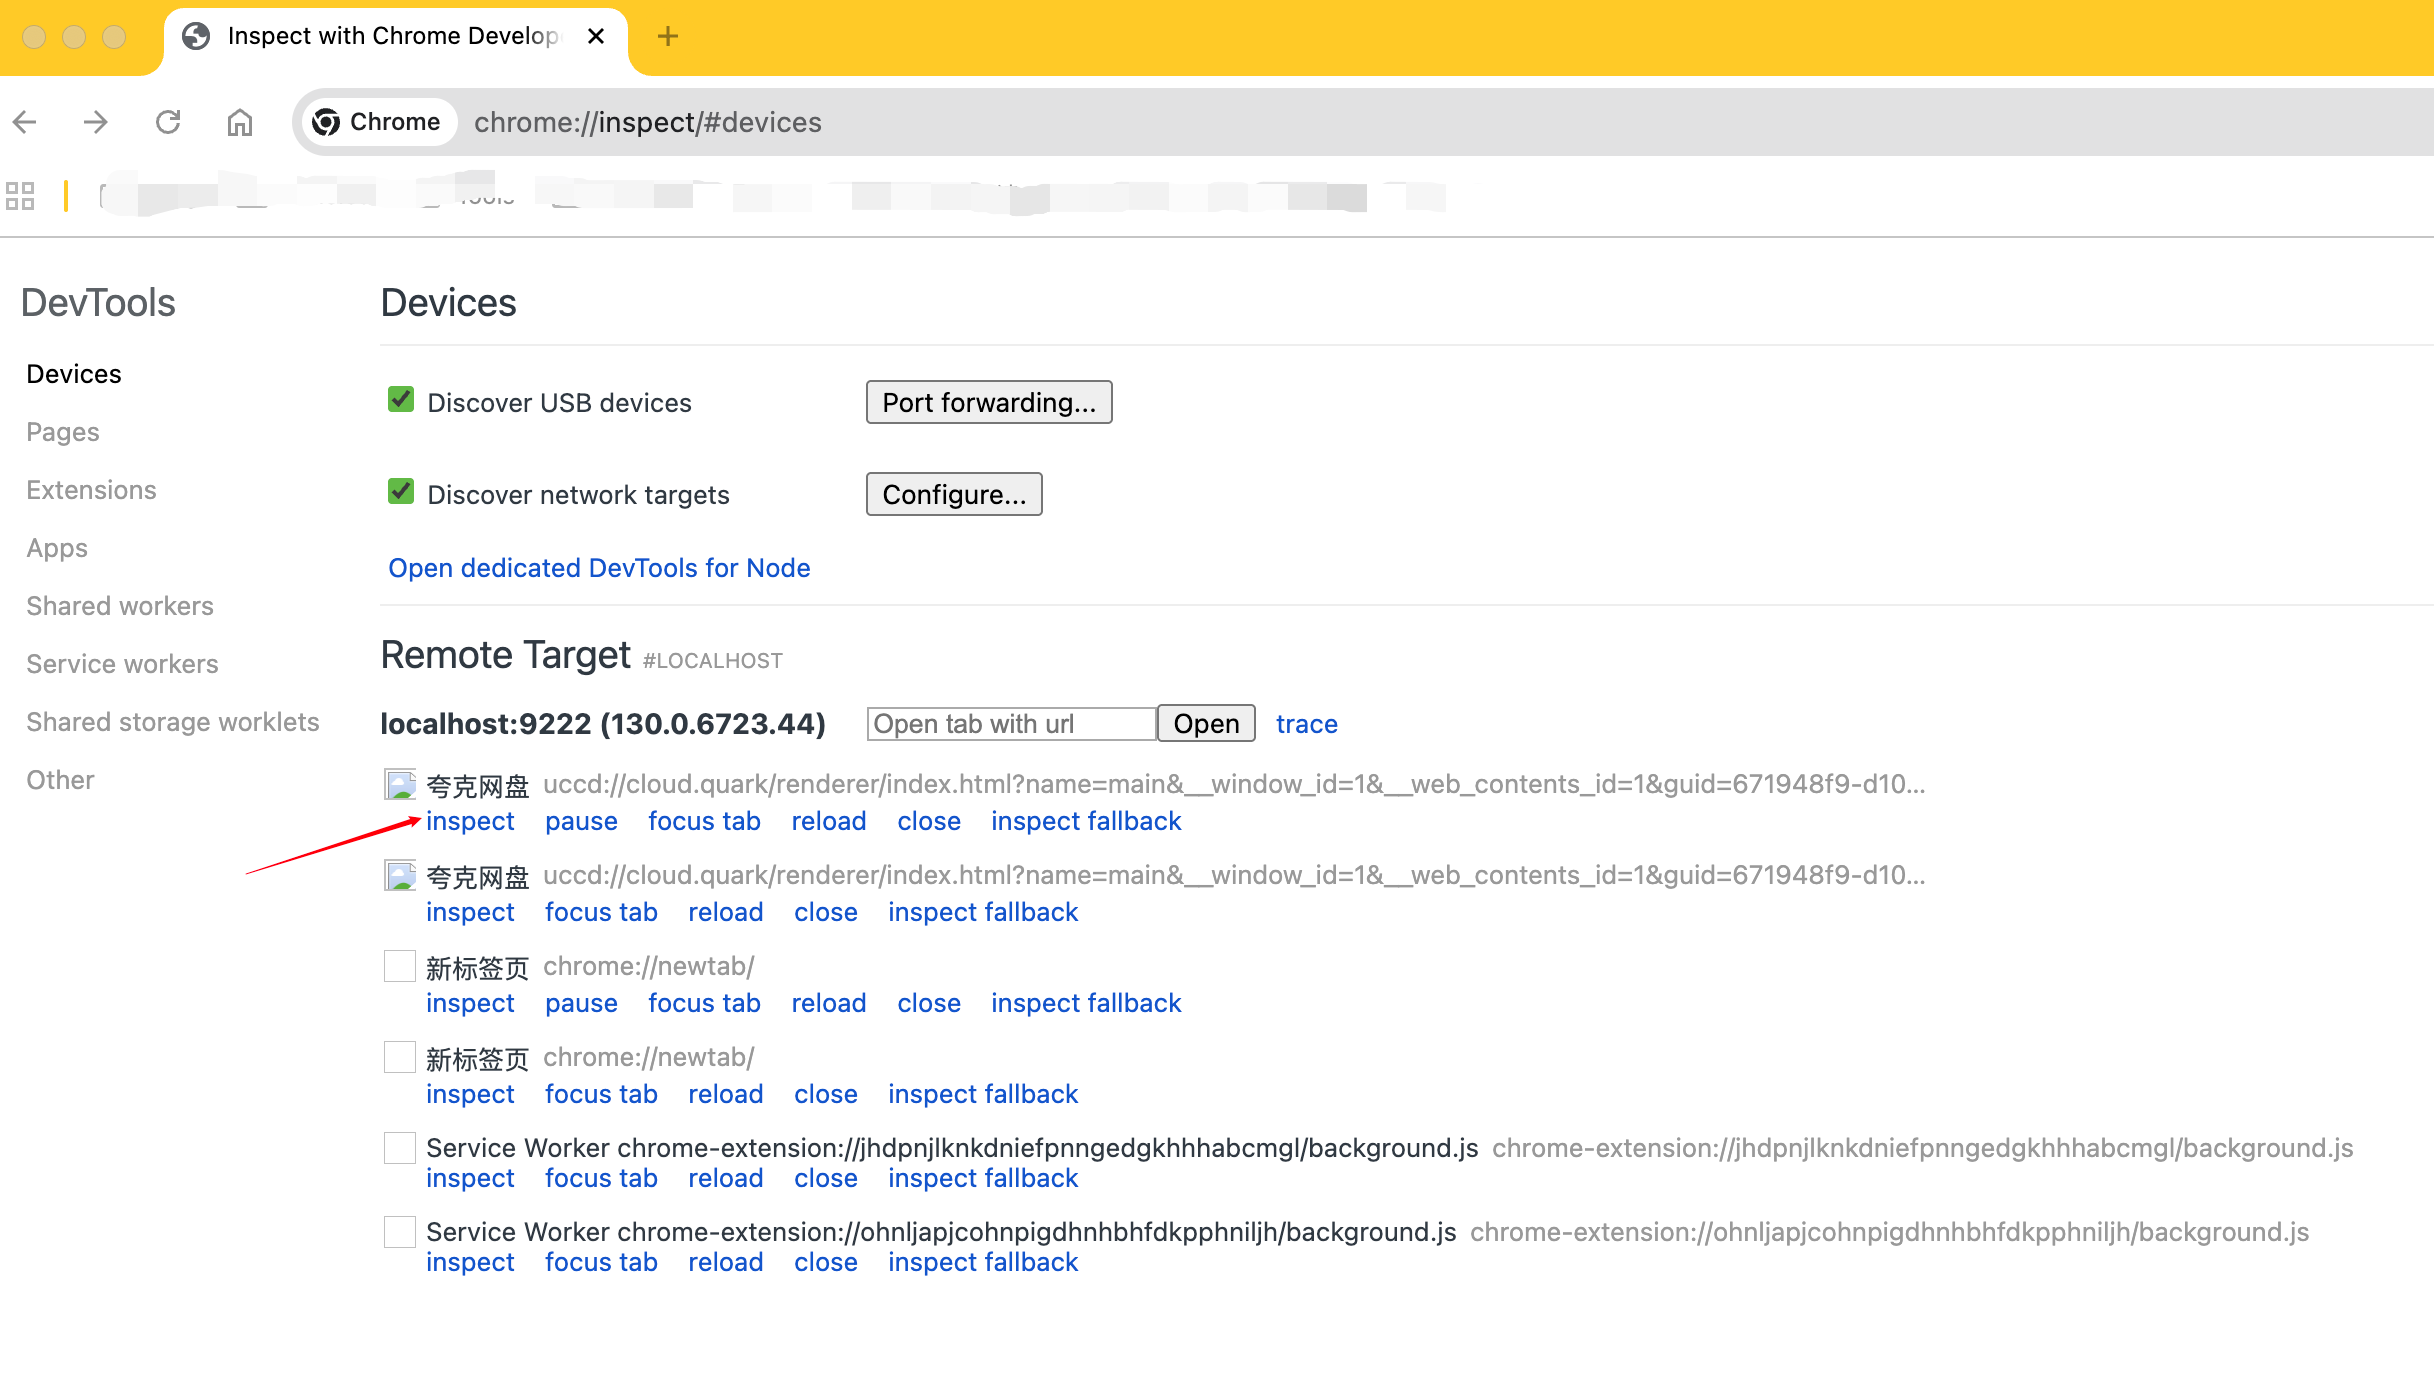 Inspect with Chrome Develop
Chrome chrome://inspect/#devices
DevTools
Devices
Pages
Extensions
Apps
Shared workers
Service workers
Shared storage worklets
Other
Devices
Discover USB devices Port forwarding...
Discover network targets Configure...
Open dedicated DevTools for Node
Remote Target #LOCALHOST
localhost:9222 (130.0.6723.44) Open tab with url Open trace
夸克网盘 uccd://cloud.quark/renderer/index.html?name=main&__window_id=1&__web_contents_id=1&guid=671948f9-d10...
inspect pause focus tab reload close inspect fallback
夸克网盘 uccd://cloud.quark/renderer/index.html?name=main&__window_id=1&__web_contents_id=1&guid=671948f9-d10...
inspect focus tab reload close inspect fallback
新标签页 chrome://newtab/
inspect pause focus tab reload close inspect fallback
新标签页 chrome://newtab/
inspect focus tab reload close inspect fallback
Service Worker chrome-extension://jhdpnjlknkdniefpnngedgkhhhabcmgl/background.js chrome-extension://jhdpnjlknkdniefpnngedgkhhhabcmgl/background.js
inspect focus tab reload close inspect fallback
Service Worker chrome-extension://ohnljapjcohnpigdhnhbhfdkpphniljh/background.js chrome-extension://ohnljapjcohnpigdhnhbhfdkpphniljh/background.js
inspect focus tab reload close inspect fallback